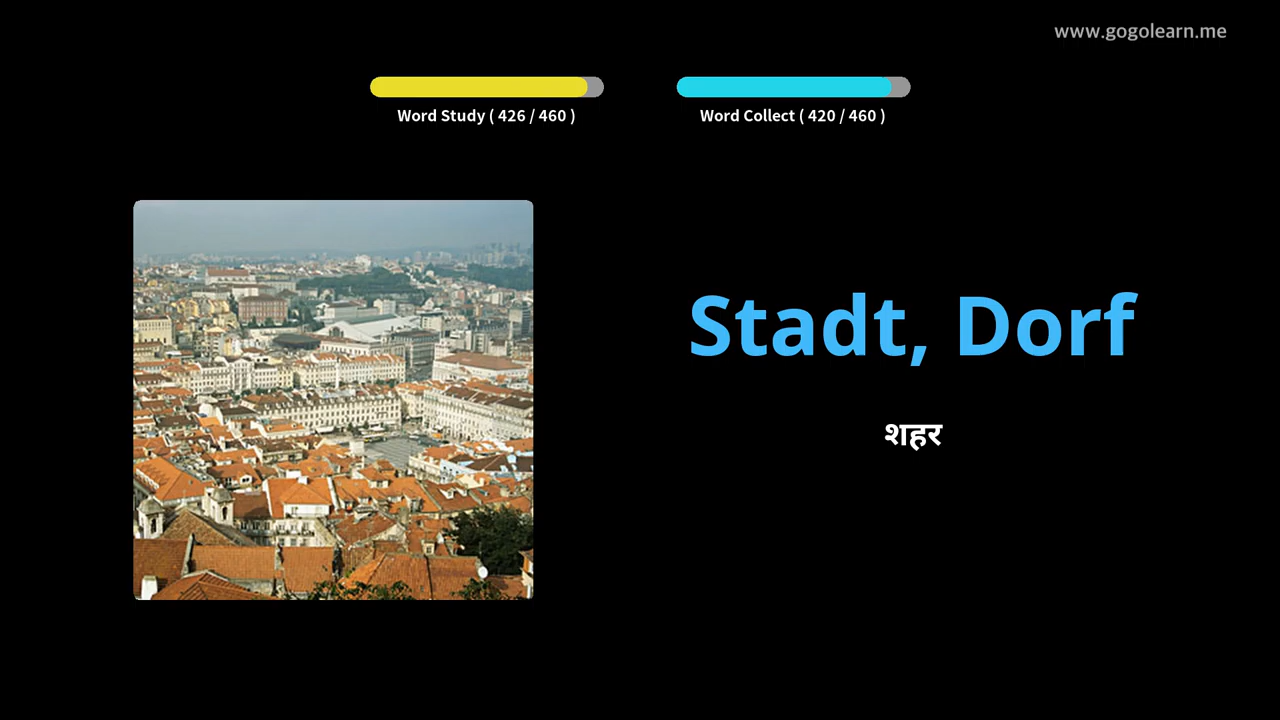 www.gogolearn.me
Word Study ( 426 / 460 )
Word Collect ( 420 / 460 )
Stadt, Dorf
शहर